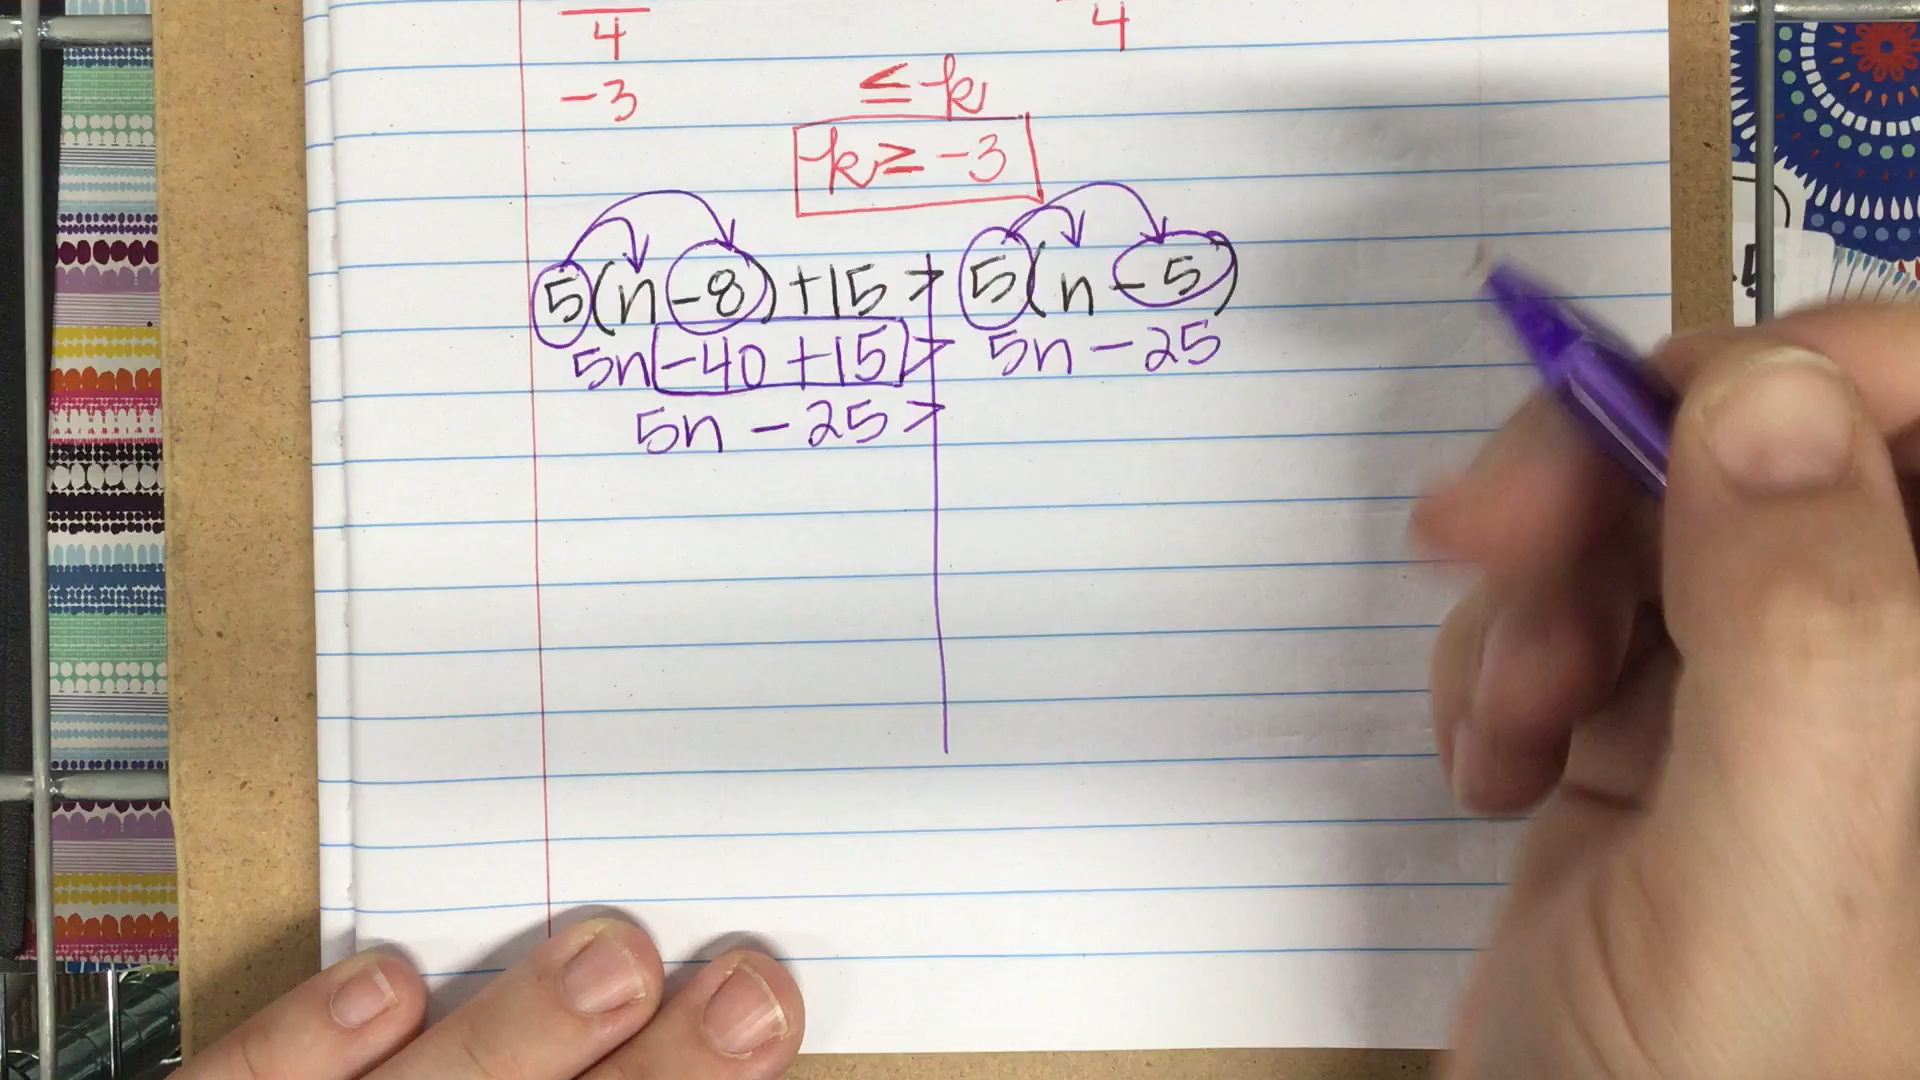 4 4
-3 ≤ k
k ≥ -3
5(n-8)+15 > 5(n-5)
5n-40+15 > 5n-25
5n-25 >